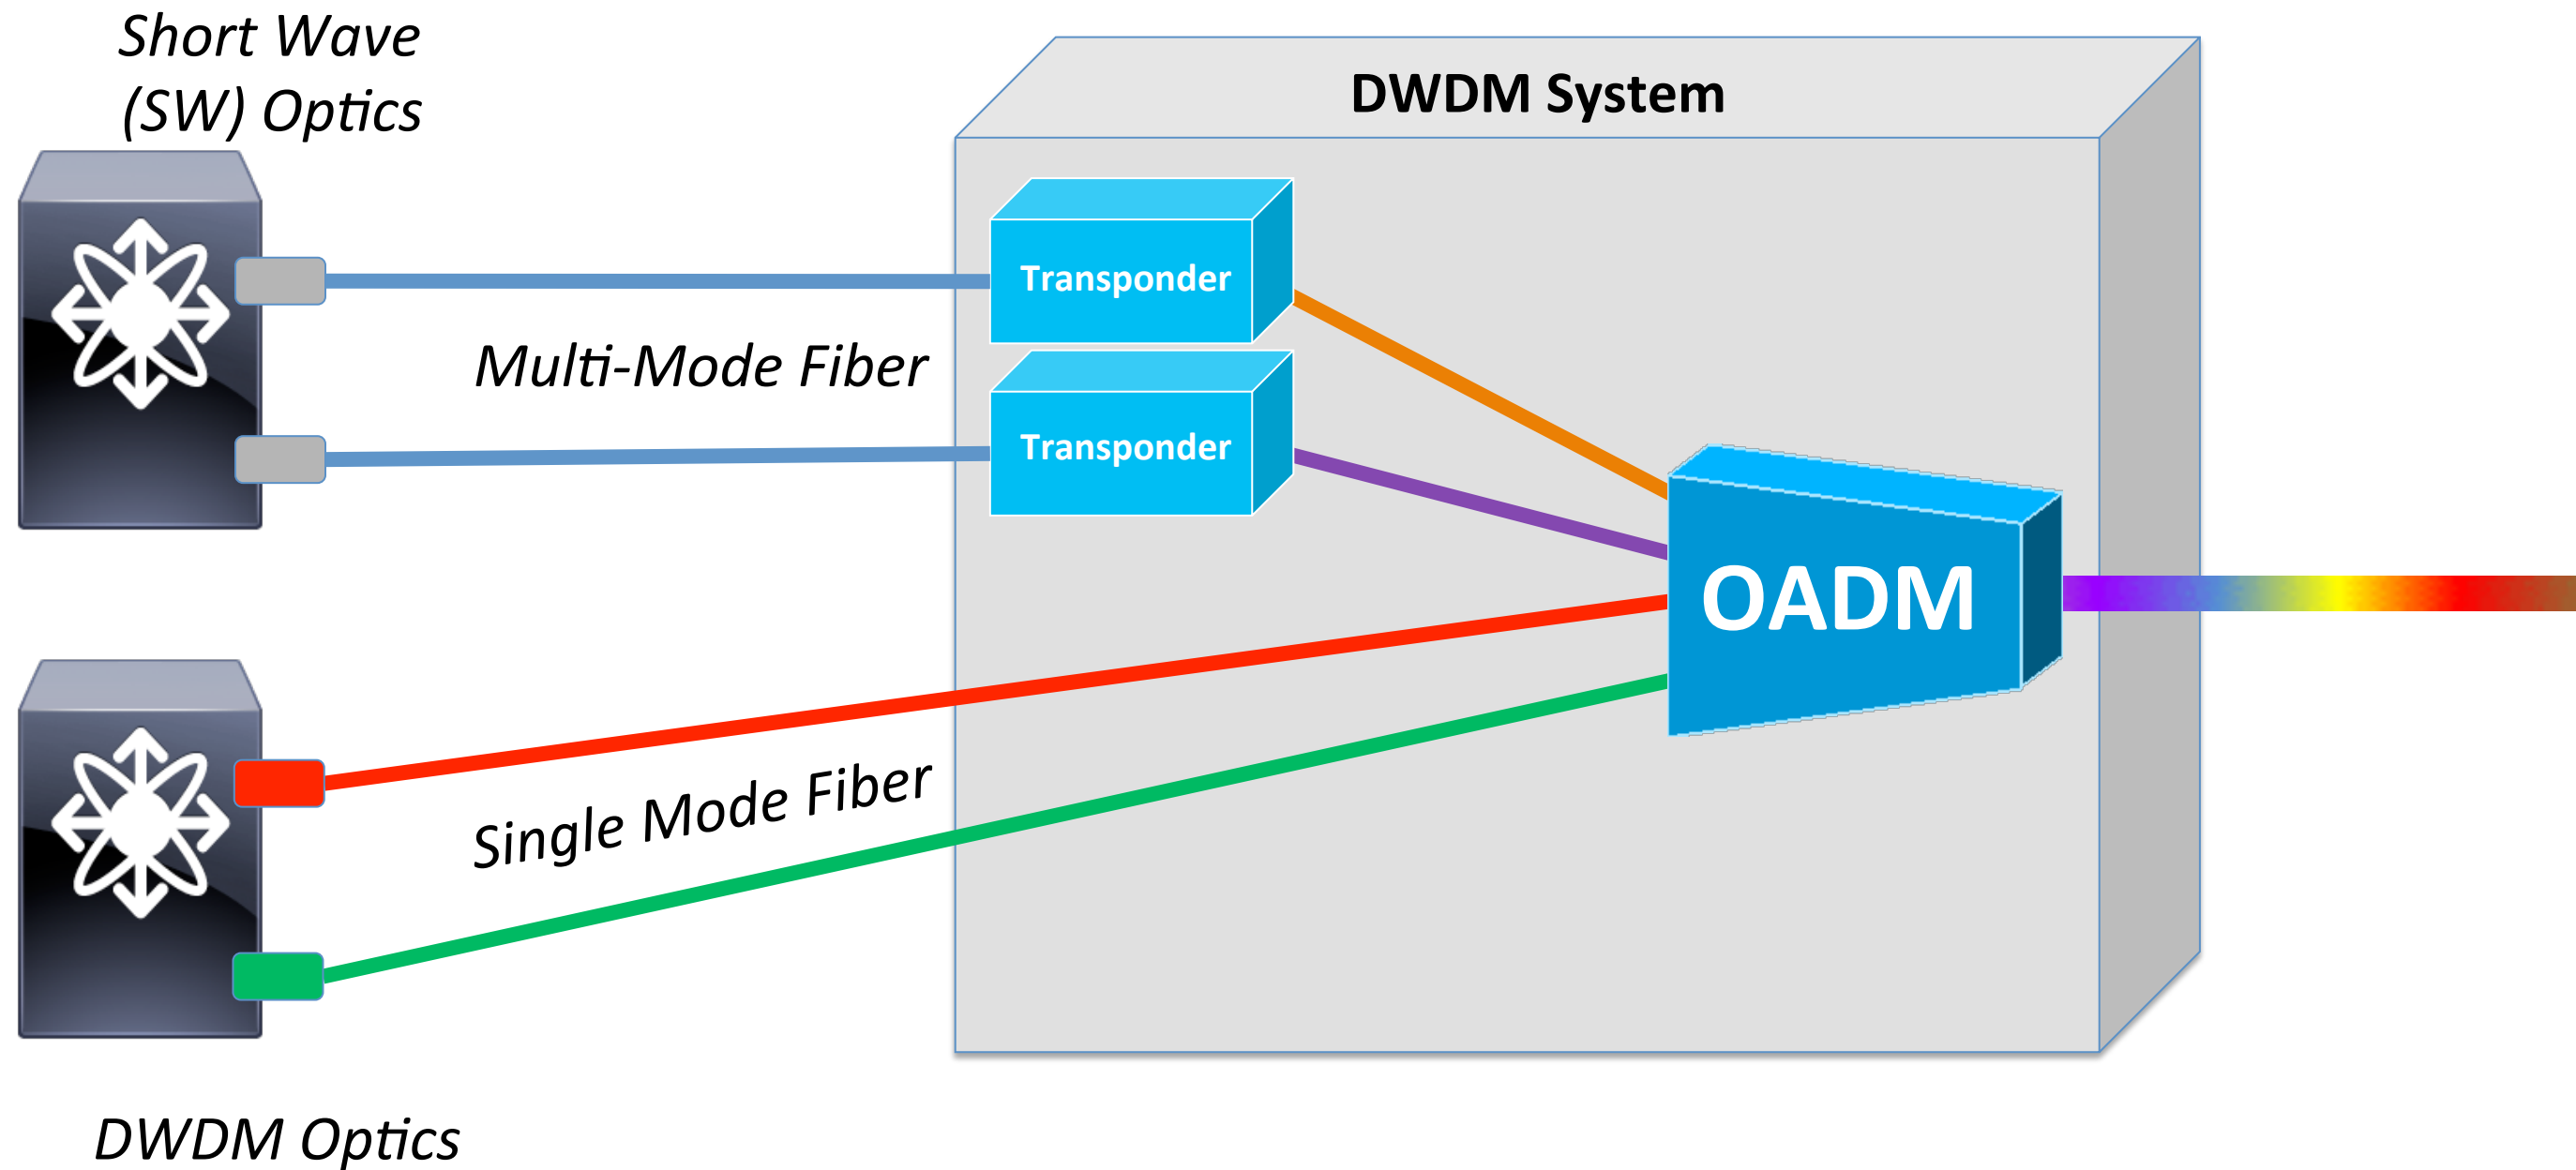 Short Wave
(SW) Optics
DWDM System
Transponder
Multi-Mode Fiber
Transponder
OADM
Single Mode Fiber
DWDM Optics